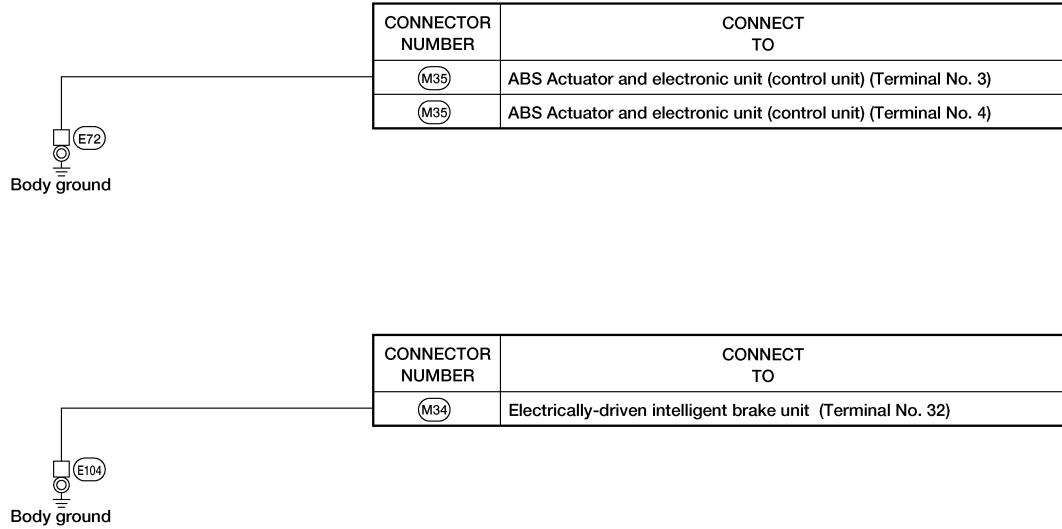 CONNECTOR NUMBER CONNECT TO
M35 ABS Actuator and electronic unit (control unit) (Terminal No. 3)
M35 ABS Actuator and electronic unit (control unit) (Terminal No. 4)
E72
Body ground
CONNECTOR NUMBER CONNECT TO
M34 Electrically-driven intelligent brake unit (Terminal No. 32)
E104
Body ground